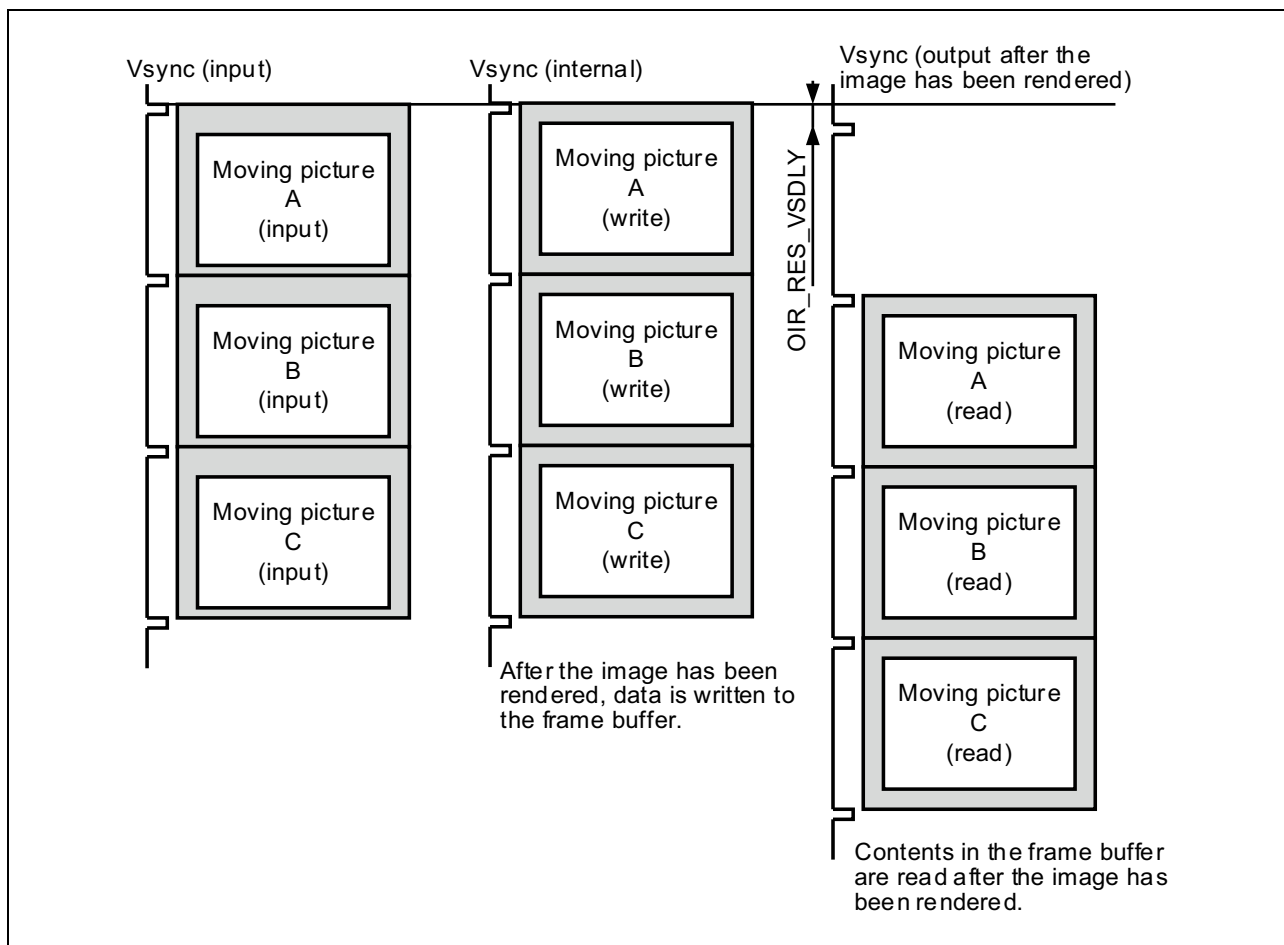 Vsync (input)
Vsync (internal)
Vsync (output after the
image has been rendered)
Moving picture
A
(input)
Moving picture
B
(input)
Moving picture
C
(input)
Moving picture
A
(write)
Moving picture
B
(write)
Moving picture
C
(write)
After the image has been
rendered, data is written to
the frame buffer.
OIR_RES_VSDLY
Moving picture
A
(read)
Moving picture
B
(read)
Moving picture
C
(read)
Contents in the frame buffer
are read after the image has
been rendered.